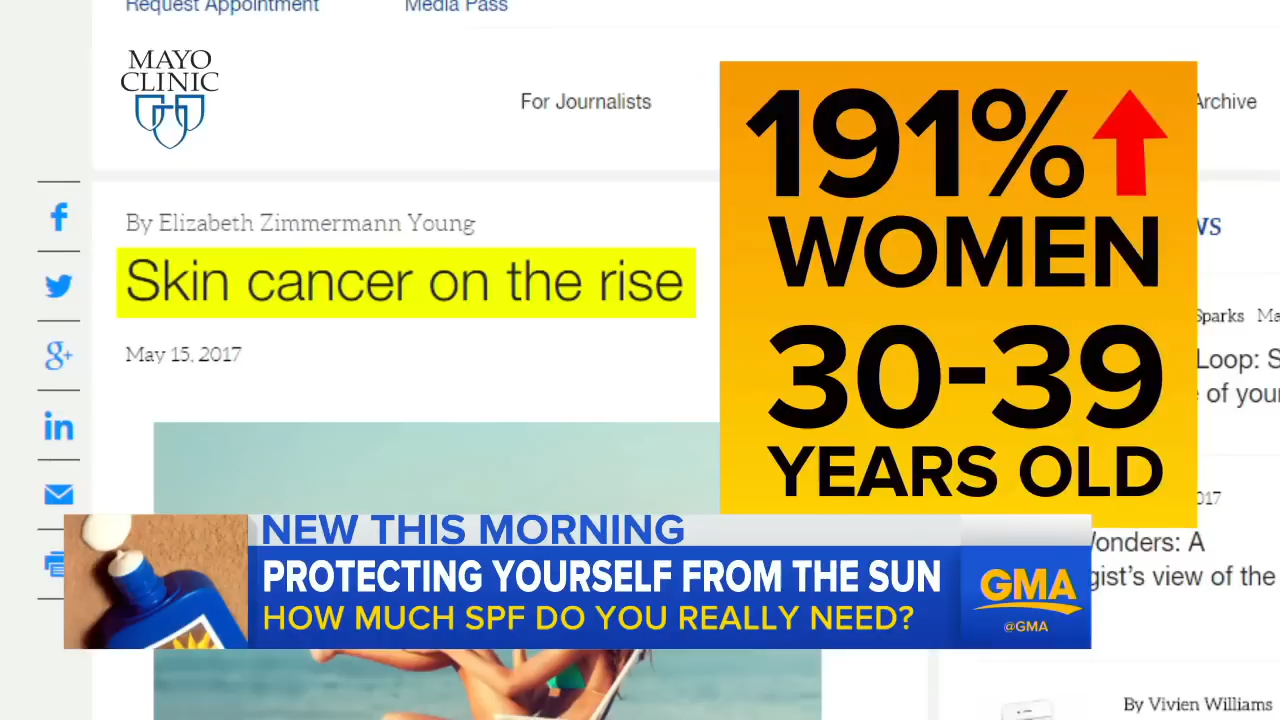 Request Appointment
Media Pass
MAYO
CLINIC
For Journalists
Archive
By Elizabeth Zimmermann Young
Skin cancer on the rise
May 15, 2017
191%
WOMEN
30-39
YEARS OLD
Sparks
Loop: S
of your
Wonders: A
gist's view of the
By Vivien Williams
NEW THIS MORNING
PROTECTING YOURSELF FROM THE SUN
HOW MUCH SPF DO YOU REALLY NEED?
GMA
@GMA
f
g+
in